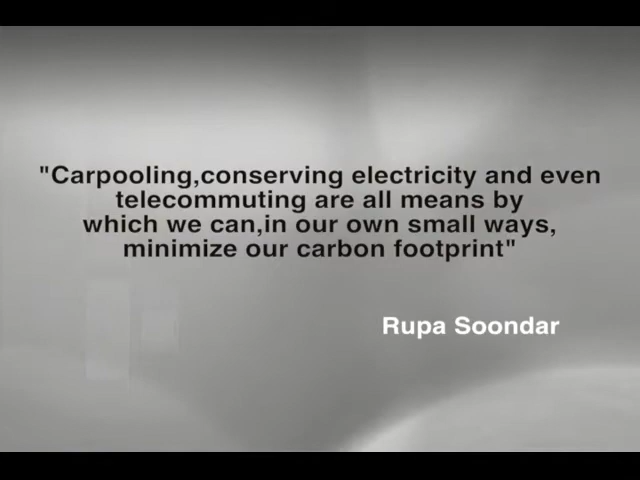 "Carpooling,conserving electricity and even
telecommuting are all means by
which we can,in our own small ways,
minimize our carbon footprint"
Rupa Soondar